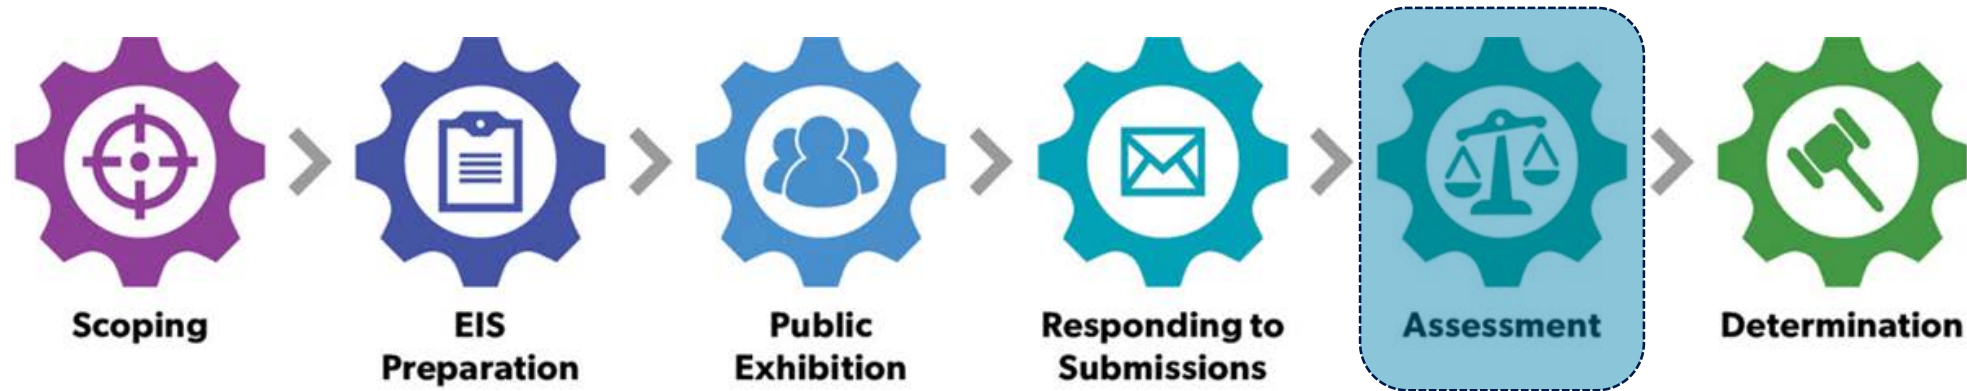 Scoping
EIS
Preparation
Public
Exhibition
Responding to
Submissions
Assessment
Determination